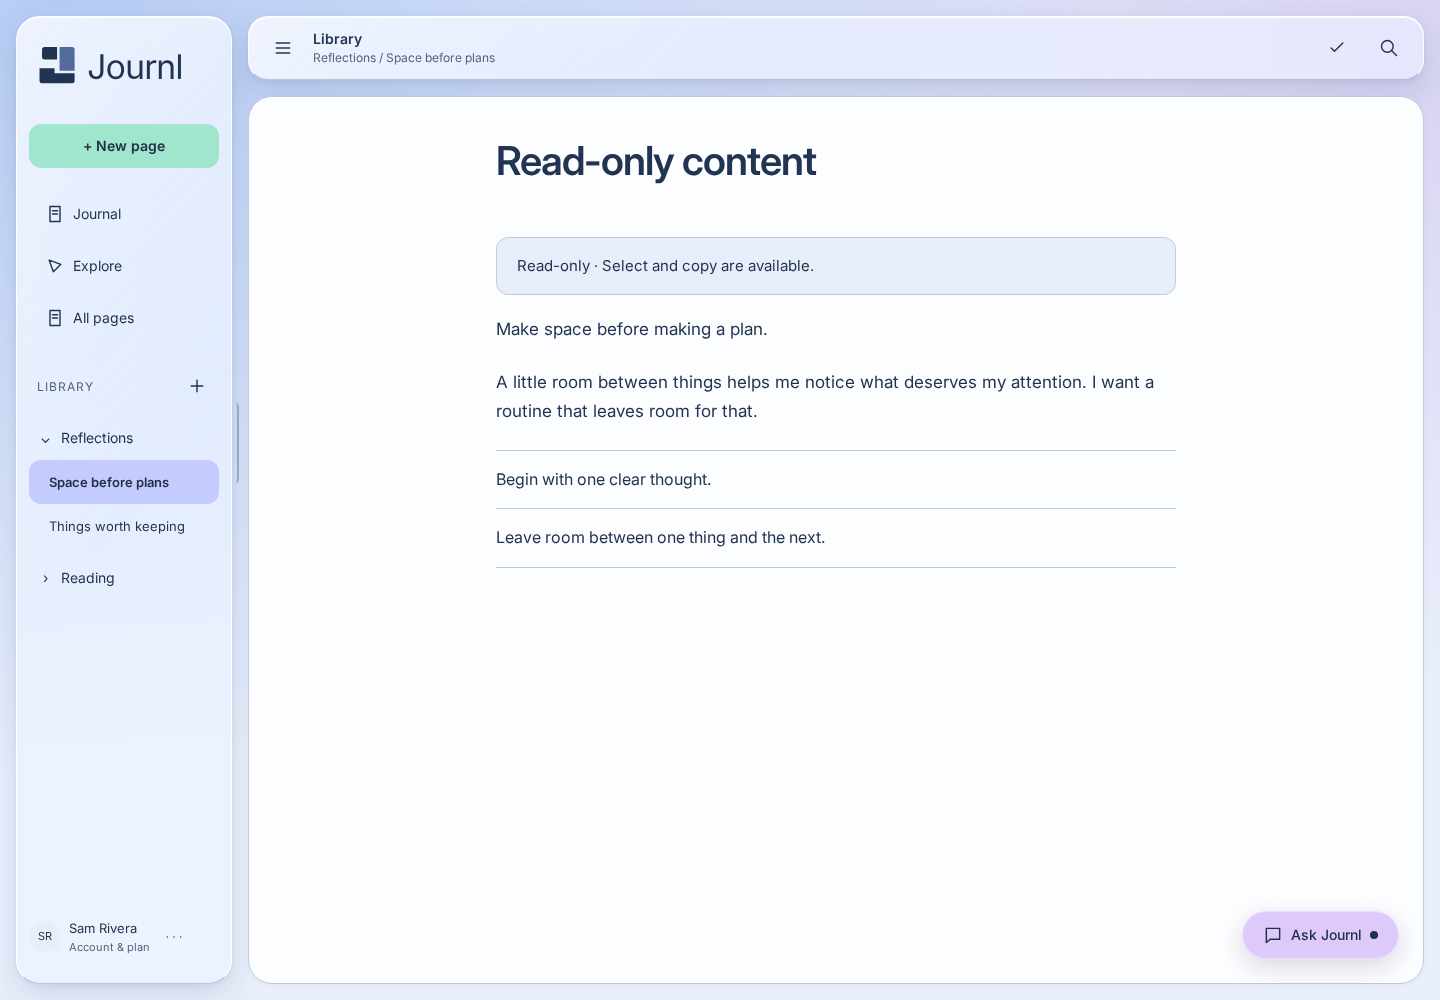 Journl
+ New page
Journal
Explore
All pages
LIBRARY
Reflections
Space before plans
Things worth keeping
Reading
SR
Sam Rivera
Account & plan
Library
Reflections / Space before plans
Read-only content
Read-only · Select and copy are available.
Make space before making a plan.
A little room between things helps me notice what deserves my attention. I want a
routine that leaves room for that.
Begin with one clear thought.
Leave room between one thing and the next.
Ask Journl